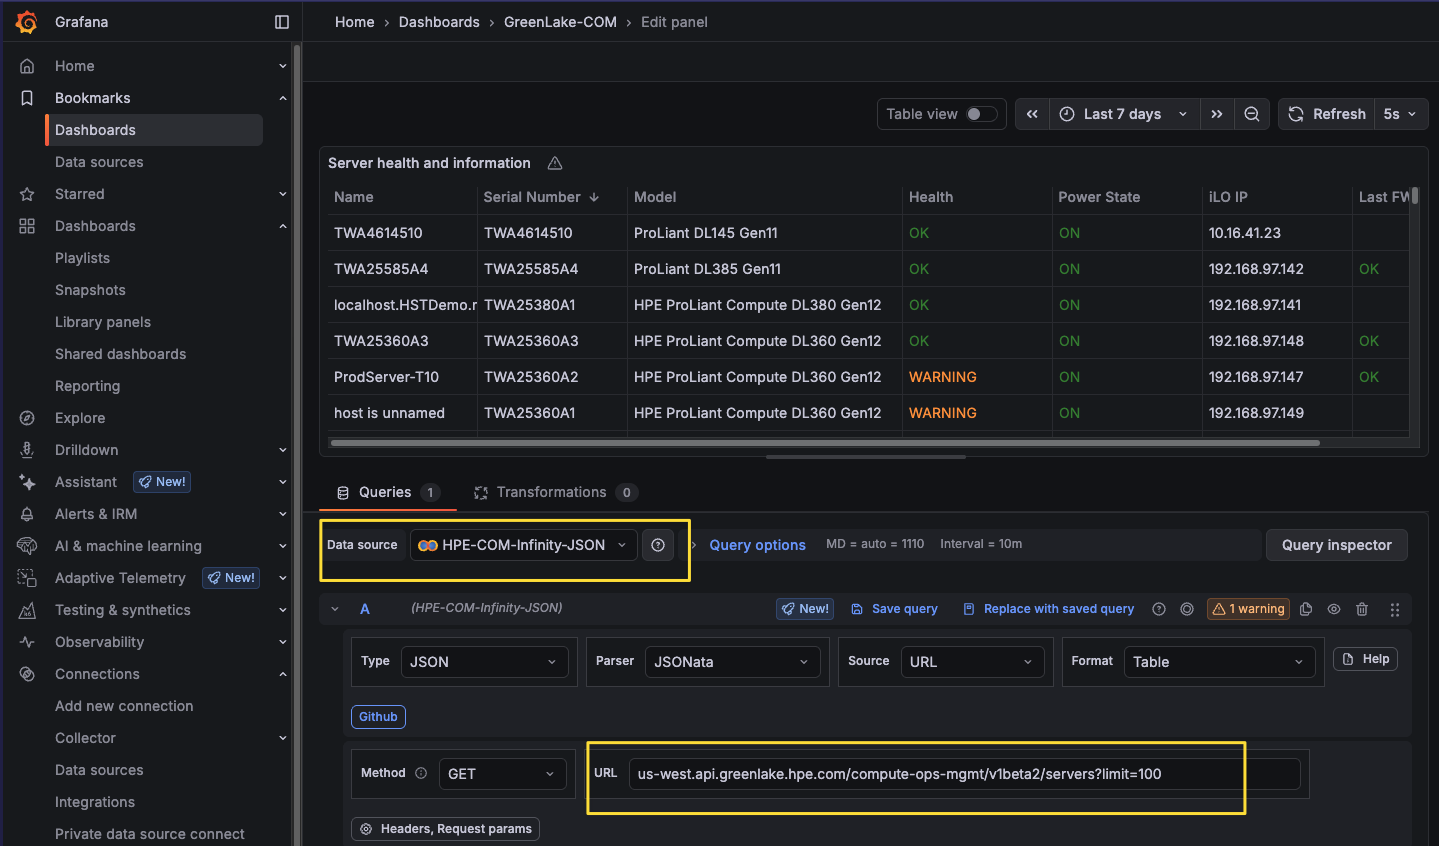 Grafana
Home › Dashboards › GreenLake-COM › Edit panel
Home
Bookmarks
Dashboards
Data sources
Starred
Dashboards
Playlists
Snapshots
Library panels
Shared dashboards
Reporting
Explore
Drilldown
Assistant New!
Alerts & IRM
AI & machine learning
Adaptive Telemetry New!
Testing & synthetics
Observability
Connections
Add new connection
Collector
Data sources
Integrations
Private data source connect
Table view Last 7 days Refresh 5s
Server health and information
Name Serial Number Model Health Power State iLO IP Last FW
TWA4614510 TWA4614510 ProLiant DL145 Gen11 OK ON 10.16.41.23
TWA25585A4 TWA25585A4 ProLiant DL385 Gen11 OK ON 192.168.97.142 OK
localhost.HSTDemo.r TWA25380A1 HPE ProLiant Compute DL380 Gen12 OK ON 192.168.97.141
TWA25360A3 TWA25360A3 HPE ProLiant Compute DL360 Gen12 OK ON 192.168.97.148 OK
ProdServer-T10 TWA25360A2 HPE ProLiant Compute DL360 Gen12 WARNING ON 192.168.97.147 OK
host is unnamed TWA25360A1 HPE ProLiant Compute DL360 Gen12 WARNING ON 192.168.97.149
Queries 1 Transformations 0
Data source HPE-COM-Infinity-JSON › Query options MD = auto = 1110 Interval = 10m Query inspector
A (HPE-COM-Infinity-JSON) New! Save query Replace with saved query 1 warning
Type JSON Parser JSONata Source URL Format Table Help
Github
Method GET URL us-west.api.greenlake.hpe.com/compute-ops-mgmt/v1beta2/servers?limit=100
Headers, Request params